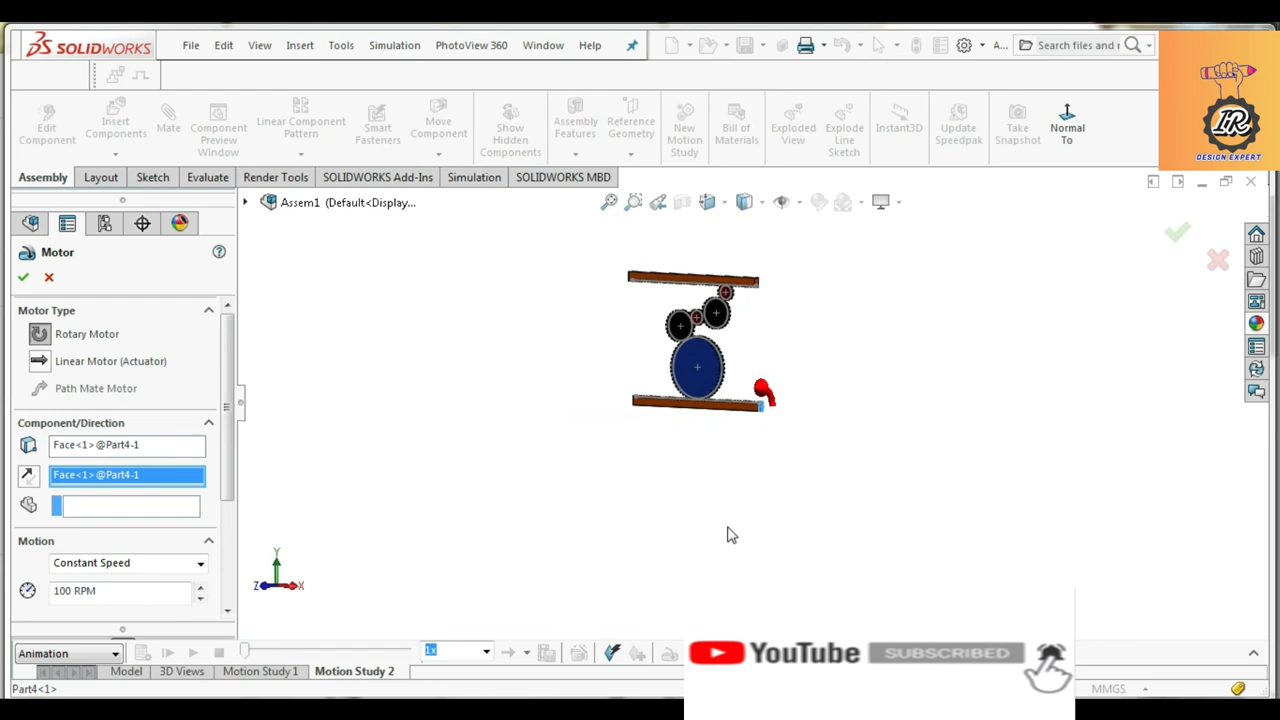 SOLIDWORKS File Edit View Insert Tools Simulation PhotoView 360 Window Help A... Search files and r
Edit Component
Insert Components
Mate
Component Preview Window
Linear Component Pattern
Smart Fasteners
Move Component
Show Hidden Components
Assembly Features
Reference Geometry
New Motion Study
Bill of Materials
Exploded View
Explode Line Sketch
Instant3D
Update Speedpak
Take Snapshot
Normal To
IR
DESIGN EXPERT
Assembly Layout Sketch Evaluate Render Tools SOLIDWORKS Add-Ins Simulation SOLIDWORKS MBD
Assem1 (Default<Display...
Motor
Motor Type
Rotary Motor
Linear Motor (Actuator)
Path Mate Motor
Component/Direction
Face<1>@Part4-1
Face<1>@Part4-1
Motion
Constant Speed
100 RPM
Y
Z X
Animation 1x
YouTube SUBSCRIBED
Model 3D Views Motion Study 1 Motion Study 2
Part4<1> MMGS